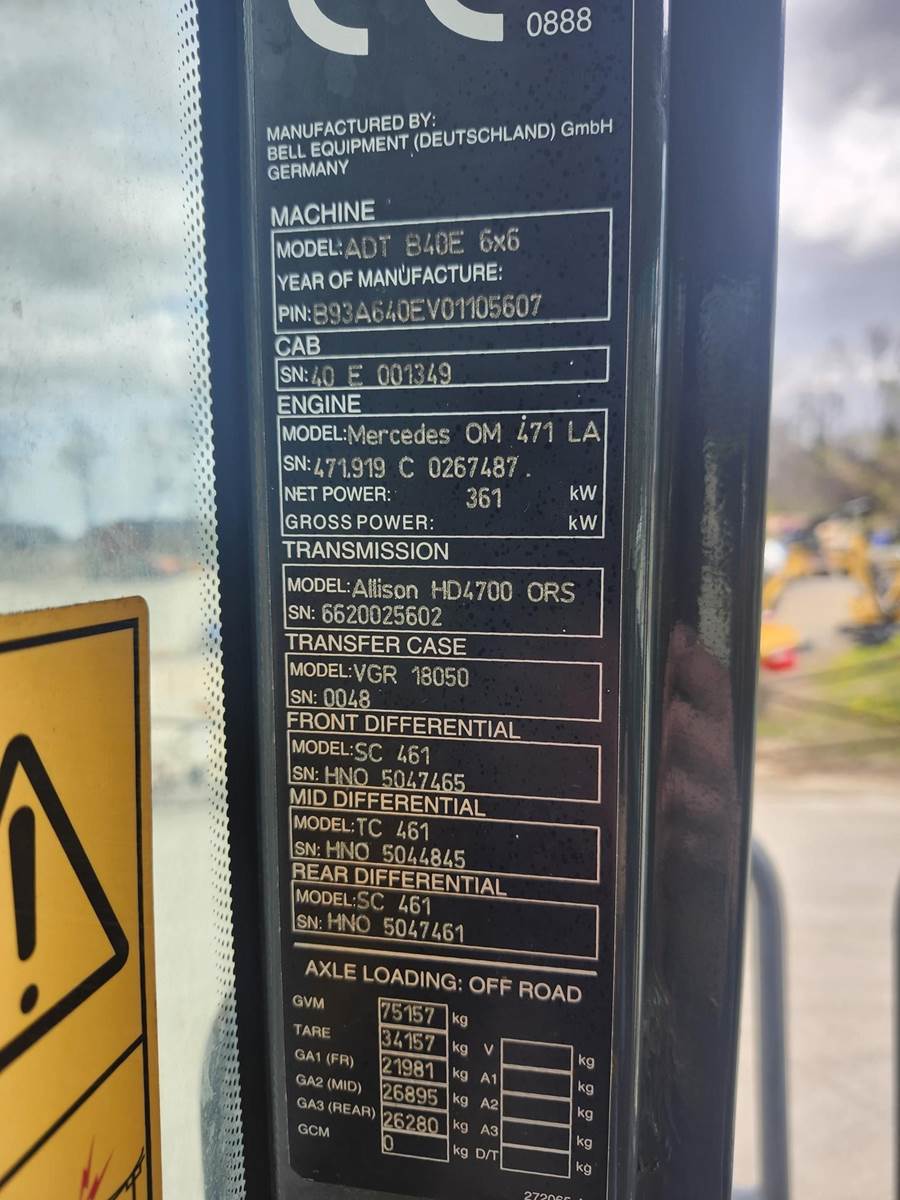 0888
MANUFACTURED BY:
BELL EQUIPMENT (DEUTSCHLAND) GmbH
GERMANY
MACHINE
MODEL: ADT B40E 6x6
YEAR OF MANUFACTURE:
PIN: B93A640EV01105607
CAB
SN: 40 E 001349
ENGINE
MODEL: Mercedes OM 471 LA
SN: 471.919 C 0267487 .
NET POWER: 361 kW
GROSS POWER: kW
TRANSMISSION
MODEL: Allison HD4700 ORS
SN: 6620025602
TRANSFER CASE
MODEL: VGR 18050
SN: 0048
FRONT DIFFERENTIAL
MODEL: SC 461
SN: HNO 5047465
MID DIFFERENTIAL
MODEL: TC 461
SN: HNO 5044845
REAR DIFFERENTIAL
MODEL: SC 461
SN: HNO 5047461
AXLE LOADING: OFF ROAD
GVM 75157 kg
TARE 34157 kg V kg
GA1 (FR) 21981 kg A1 kg
GA2 (MID) 26895 kg A2 kg
GA3 (REAR) 26280 kg A3 kg
GCM 0 kg D/T kg